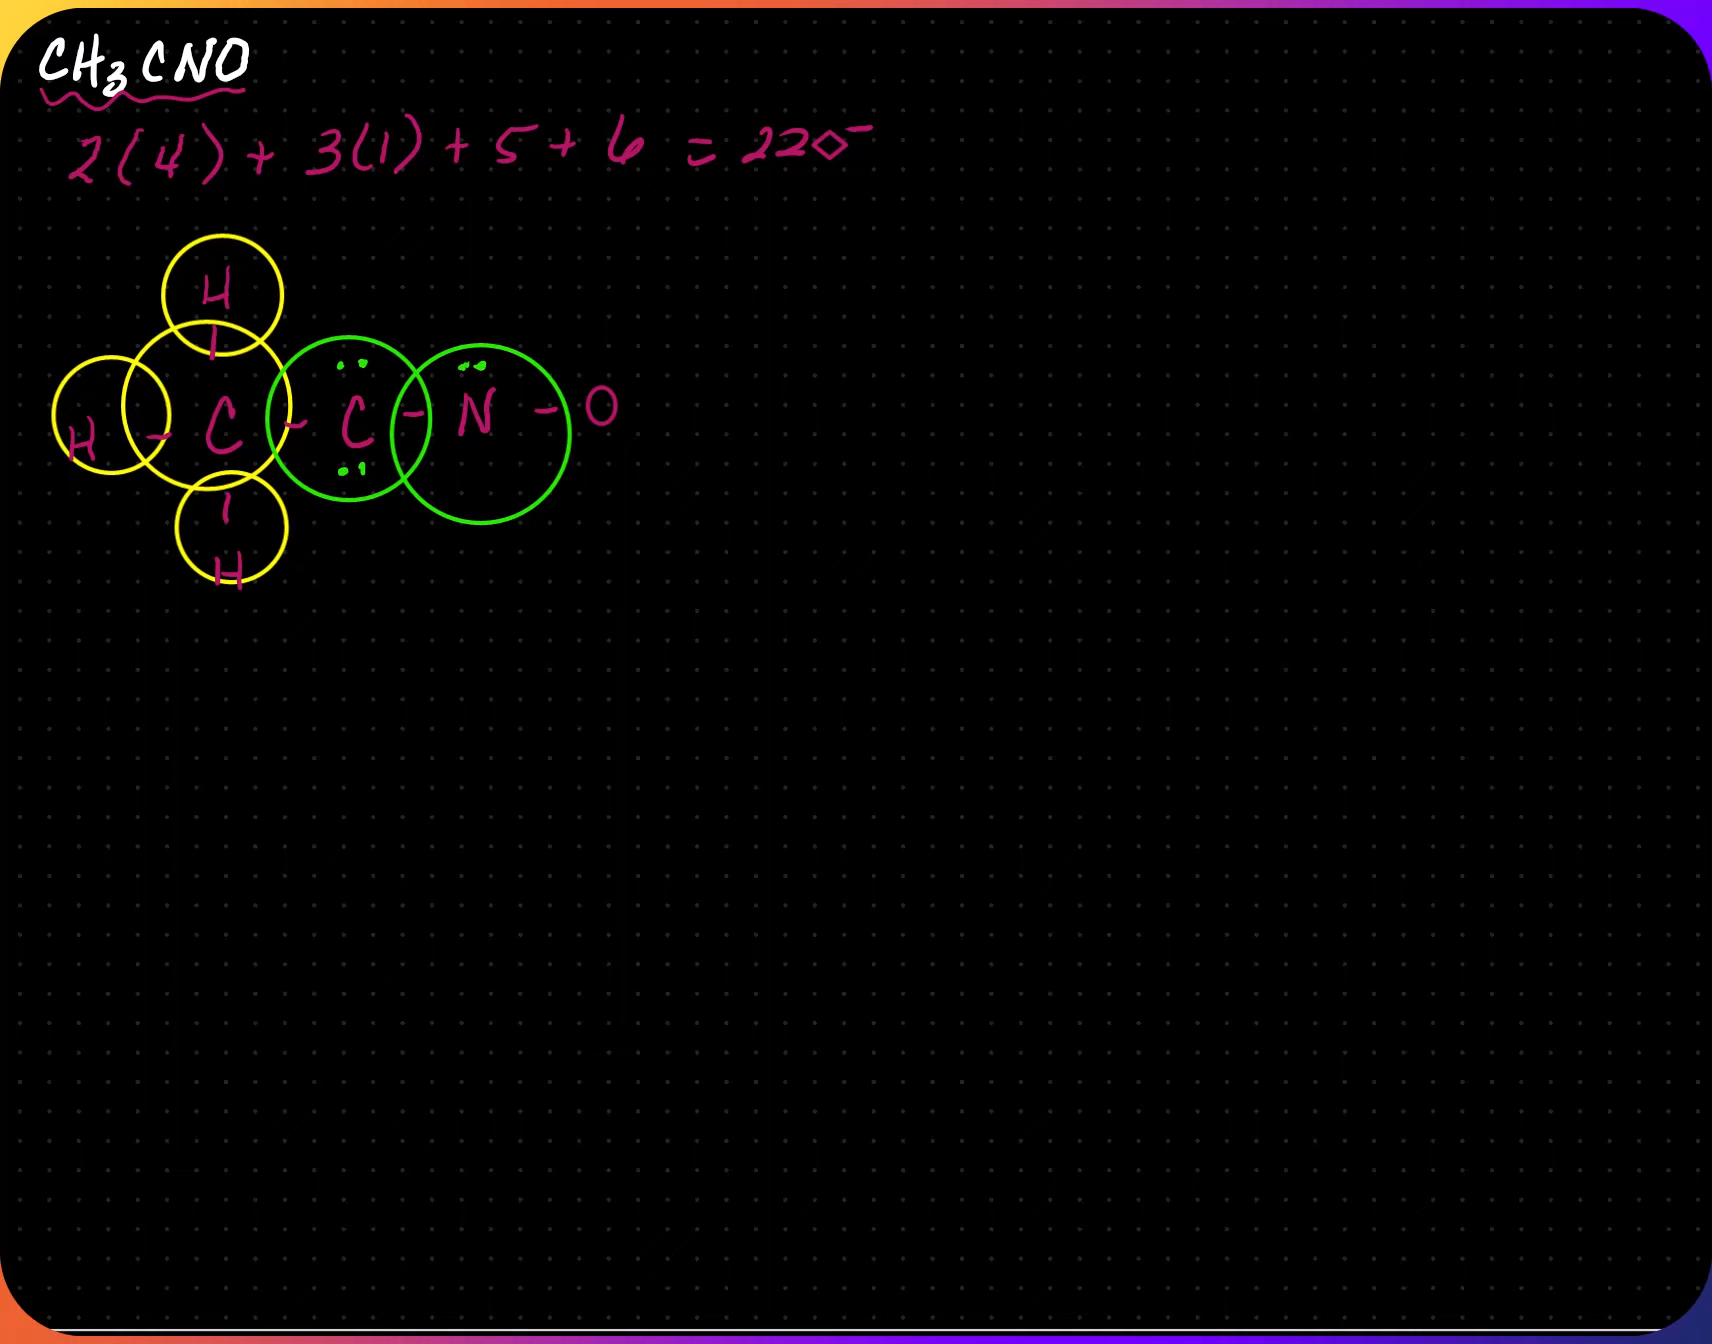 CH₃CNO
2(4) + 3(1) + 5 + 6 = 22e⁻
H
H - C - C - N - O
H